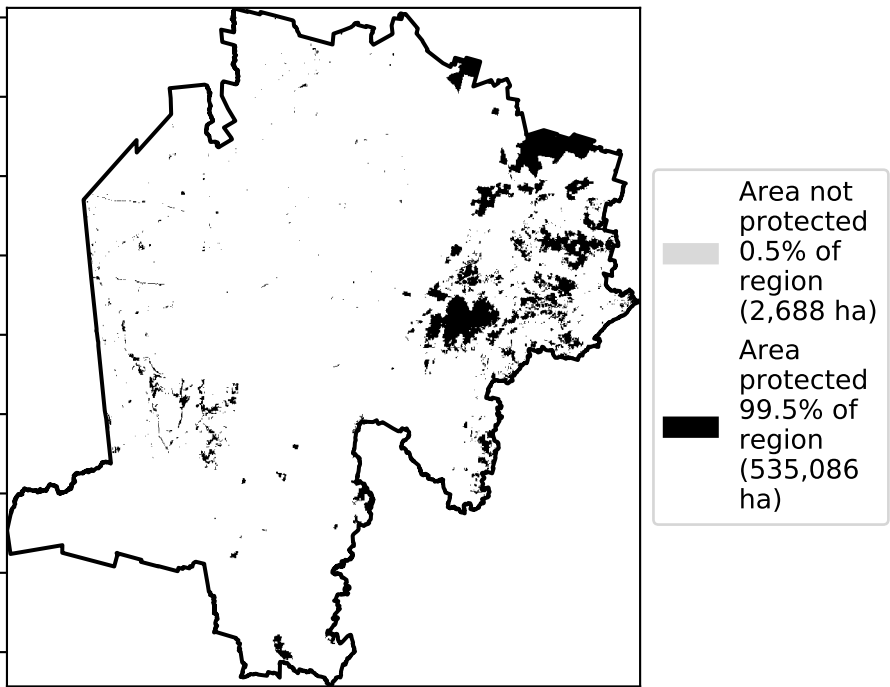 Area not
protected
0.5% of
region
(2,688 ha)
Area
protected
99.5% of
region
(535,086
ha)